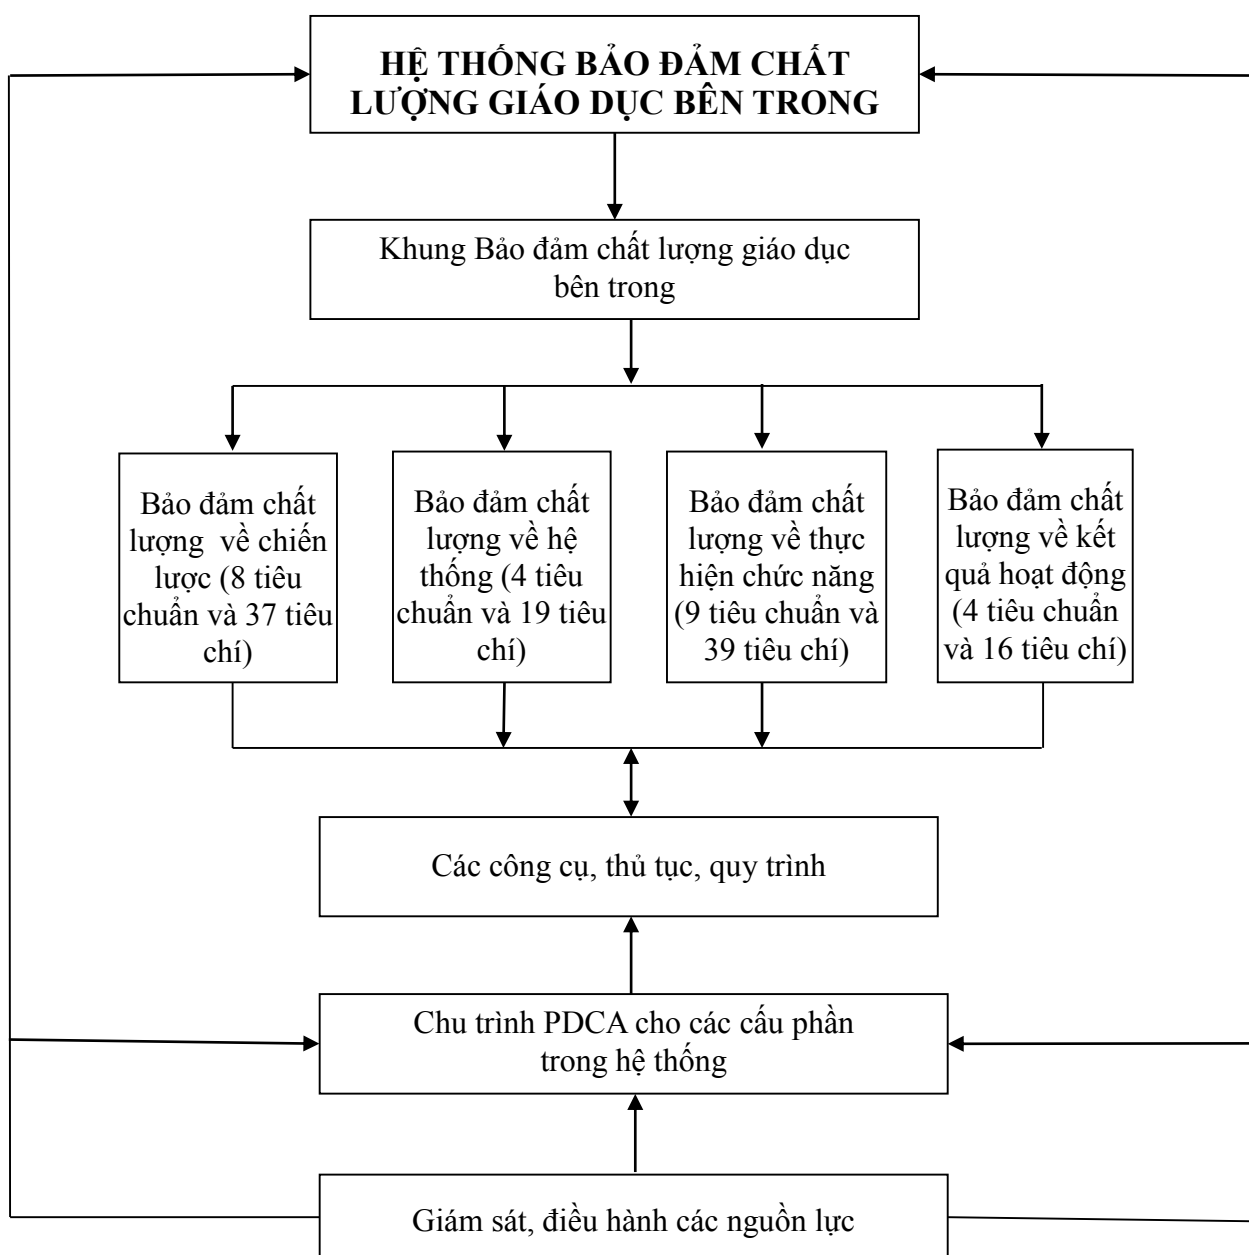 HỆ THỐNG BẢO ĐẢM CHẤT
LƯỢNG GIÁO DỤC BÊN TRONG
Khung Bảo đảm chất lượng giáo dục
bên trong
Bảo đảm chất
lượng về chiến
lược (8 tiêu
chuẩn và 37 tiêu
chí)
Bảo đảm chất
lượng về hệ
thống (4 tiêu
chuẩn và 19 tiêu
chí)
Bảo đảm chất
lượng về thực
hiện chức năng
(9 tiêu chuẩn và
39 tiêu chí)
Bảo đảm chất
lượng về kết
quả hoạt động
(4 tiêu chuẩn
và 16 tiêu chí)
Các công cụ, thủ tục, quy trình
Chu trình PDCA cho các cấu phần
trong hệ thống
Giám sát, điều hành các nguồn lực